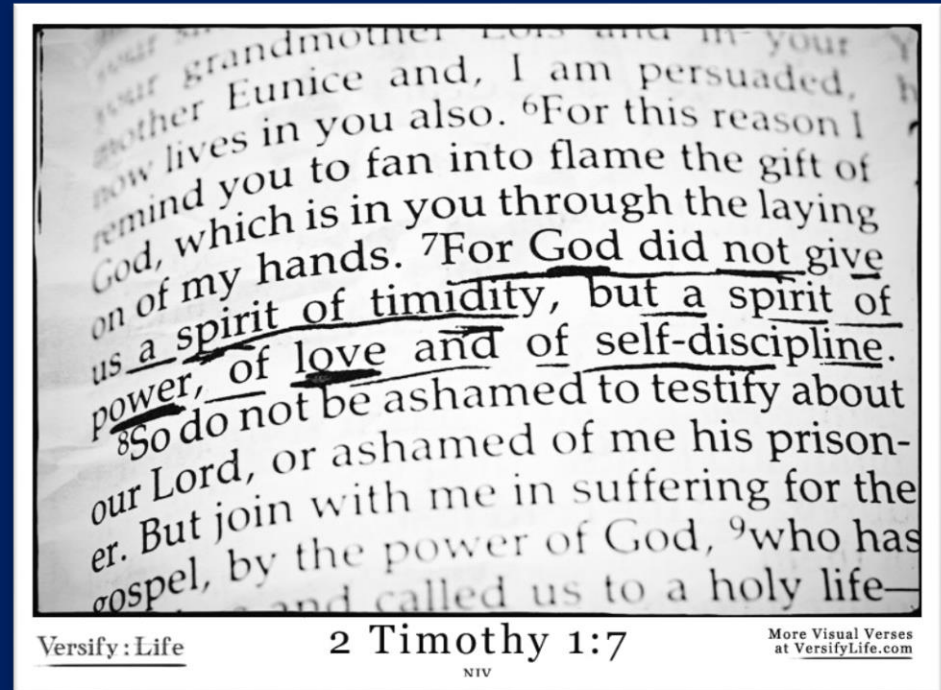 your grandmother Lois and in your
mother Eunice and, I am persuaded,
now lives in you also. ⁶For this reason I
remind you to fan into flame the gift of
God, which is in you through the laying
on of my hands. ⁷For God did not give
us a spirit of timidity, but a spirit of
power, of love and of self-discipline.
⁸So do not be ashamed to testify about
our Lord, or ashamed of me his prison-
er. But join with me in suffering for the
gospel, by the power of God, ⁹who has
and called us to a holy life—
Versify : Life
2 Timothy 1:7
NIV
More Visual Verses
at VersifyLife.com